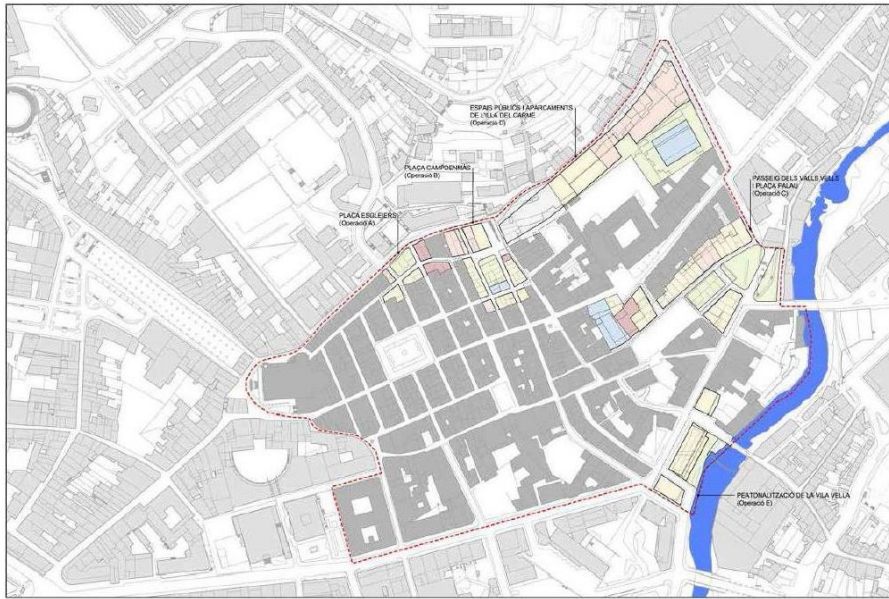 ESPAIS PÚBLICS I APARCAMENTS
DE L'ILLA DEL CARME
(Operació D)
PLAÇA CAMPDENMÀS
(Operació B)
PASSEIG DELS VALLS VELLS
I PLAÇA PALAU
(Operació C)
PLAÇA ESGLEIERS
(Operació A)
PEATONALITZACIÓ DE LA VILA VELLA
(Operació E)